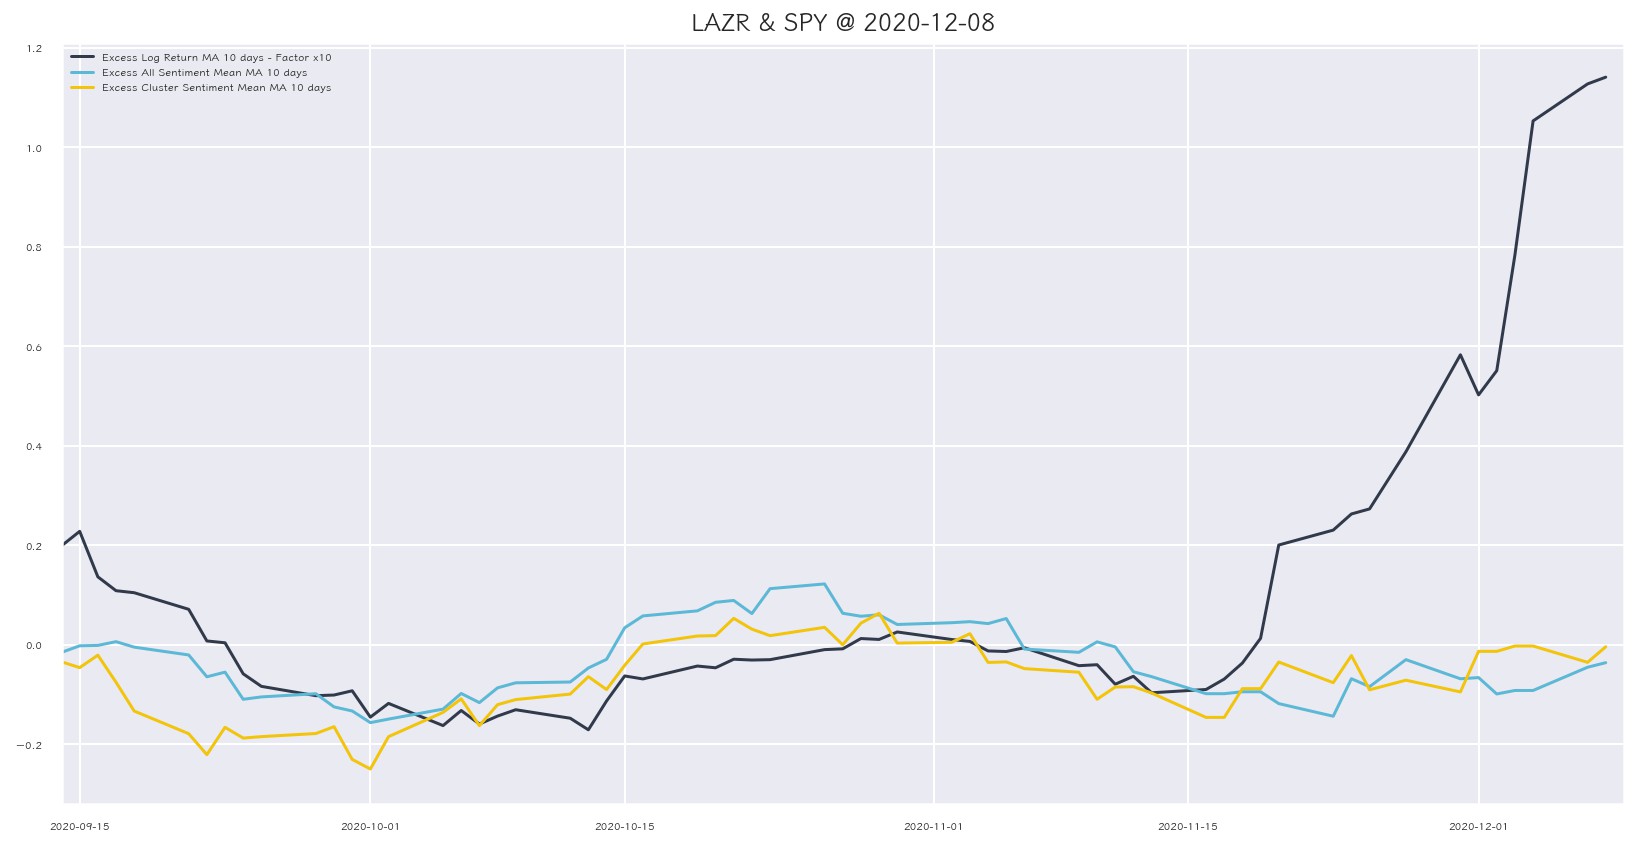 LAZR & SPY @ 2020-12-08
Excess Log Return MA 10 days - Factor x10
Excess All Sentiment Mean MA 10 days
Excess Cluster Sentiment Mean MA 10 days
1.2
1.0
0.8
0.6
0.4
0.2
0.0
−0.2
2020-09-15 2020-10-01 2020-10-15 2020-11-01 2020-11-15 2020-12-01